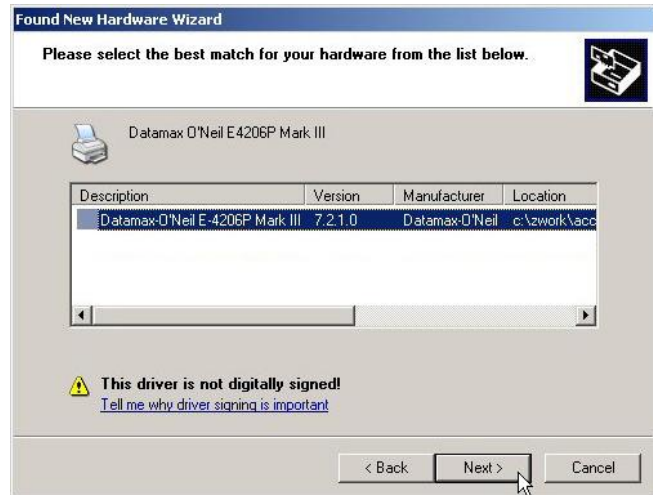 Found New Hardware Wizard
Please select the best match for your hardware from the list below.
Datamax O'Neil E4206P Mark III
Description Version Manufacturer Location
Datamax-O'Neil E-4206P Mark III 7.2.1.0 Datamax-O'Neil c:\zwork\acc
This driver is not digitally signed!
Tell me why driver signing is important
< Back Next > Cancel